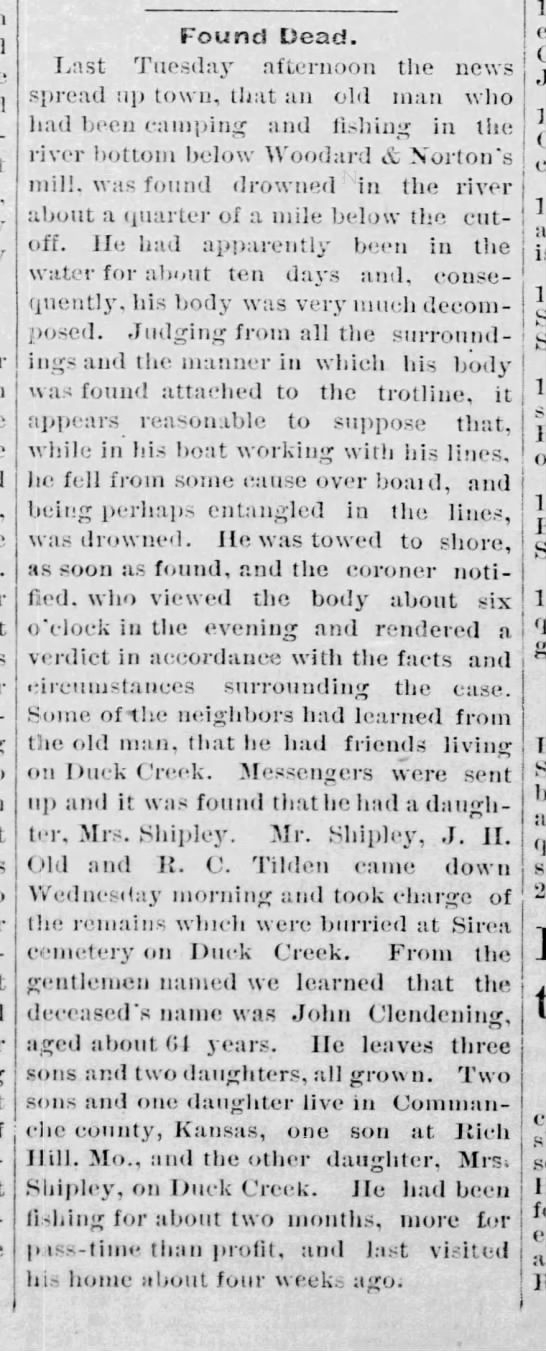 Found Dead.
Last Tuesday afternoon the news
spread up town, that an old man who
had been camping and fishing in the
river bottom below Woodard & Norton's
mill, was found drowned in the river
about a quarter of a mile below the cut-
off. He had apparently been in the
water for about ten days and, conse-
quently, his body was very much decom-
posed. Judging from all the surround-
ings and the manner in which his body
was found attached to the trotline, it
appears reasonable to suppose that,
while in his boat working with his lines,
he fell from some cause over board, and
being perhaps entangled in the lines,
was drowned. He was towed to shore,
as soon as found, and the coroner noti-
fied, who viewed the body about six
o'clock in the evening and rendered a
verdict in accordance with the facts and
circumstances surrounding the case.
Some of the neighbors had learned from
the old man, that he had friends living
on Duck Creek. Messengers were sent
up and it was found that he had a daugh-
ter, Mrs. Shipley. Mr. Shipley, J. H.
Old and R. C. Tilden came down
Wednesday morning and took charge of
the remains which were burried at Sirea
cemetery on Duck Creek. From the
gentlemen named we learned that the
deceased's name was John Clendening,
aged about 64 years. He leaves three
sons and two daughters, all grown. Two
sons and one daughter live in Comman-
che county, Kansas, one son at Rich
Hill, Mo., and the other daughter, Mrs.
Shipley, on Duck Creek. He had been
fishing for about two months, more for
pass-time than profit, and last visited
his home about four weeks ago.